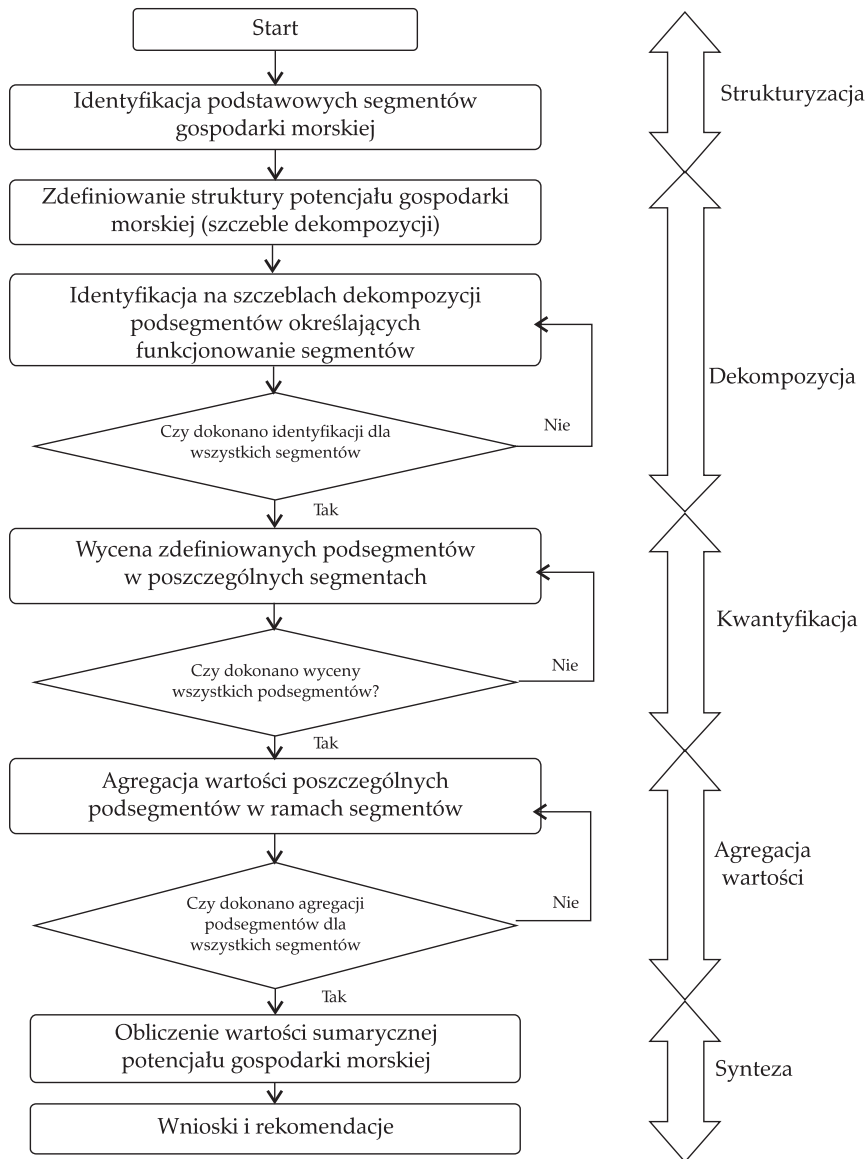 Start
Identyfikacja podstawowych segmentów
gospodarki morskiej
Strukturyzacja
Zdefiniowanie struktury potencjału gospodarki
morskiej (szczeble dekompozycji)
Identyfikacja na szczeblach dekompozycji
podsegmentów określających
funkcjonowanie segmentów
Dekompozycja
Czy dokonano identyfikacji dla
wszystkich segmentów
Nie
Tak
Wycena zdefiniowanych podsegmentów
w poszczególnych segmentach
Kwantyfikacja
Czy dokonano wyceny
wszystkich podsegmentów?
Nie
Tak
Agregacja wartości poszczególnych
podsegmentów w ramach segmentów
Agregacja
wartości
Czy dokonano agregacji
podsegmentów dla
wszystkich segmentów
Nie
Tak
Obliczenie wartości sumarycznej
potencjału gospodarki morskiej
Synteza
Wnioski i rekomendacje